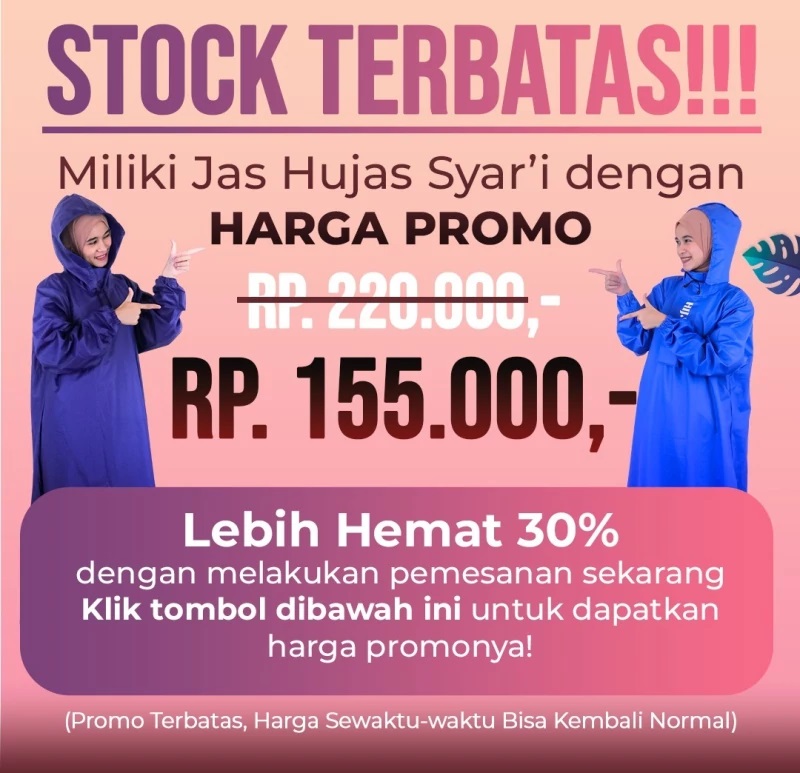 STOCK TERBATAS!!!
Miliki Jas Hujas Syar’i dengan
HARGA PROMO
RP. 220.000,-
RP. 155.000,-
Lebih Hemat 30%
dengan melakukan pemesanan sekarang
Klik tombol dibawah ini untuk dapatkan
harga promonya!
(Promo Terbatas, Harga Sewaktu-waktu Bisa Kembali Normal)